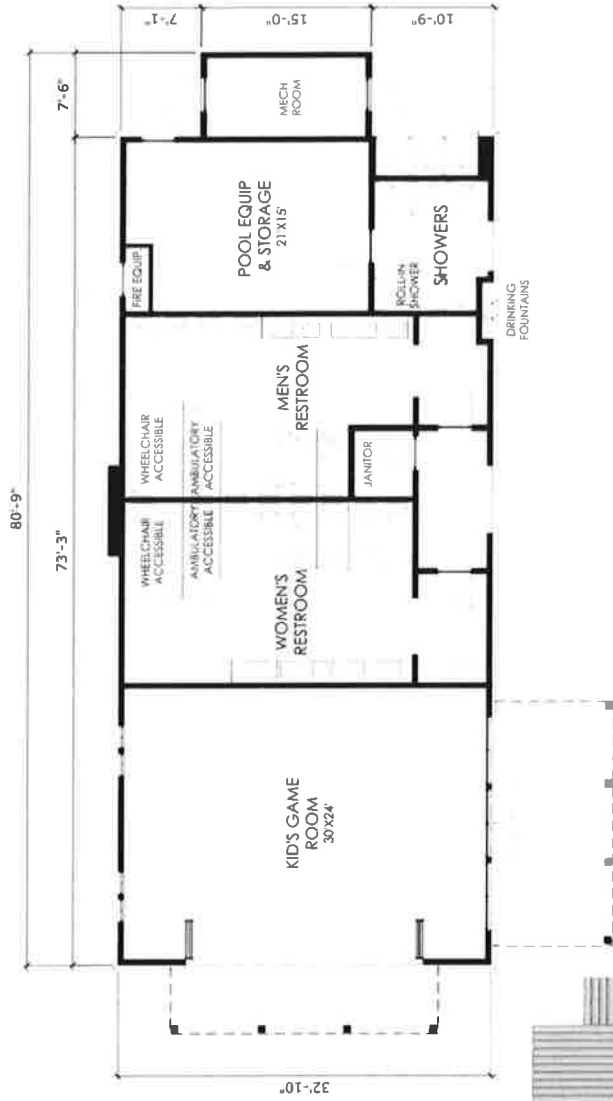 80'-9"
73'-3"
7'-6"
7'-1"
15'-0"
10'-9"
32'-10"
MECH
ROOM
POOL EQUIP
& STORAGE
21'X15'
FIRE EQUIP
ROLL-IN
SHOWER
SHOWERS
DRINKING
FOUNTAINS
WHEELCHAIR
ACCESSIBLE
AMBULATORY
ACCESSIBLE
MEN'S
RESTROOM
JANITOR
WHEELCHAIR
ACCESSIBLE
AMBULATORY
ACCESSIBLE
WOMEN'S
RESTROOM
KID'S GAME
ROOM
30'X24'